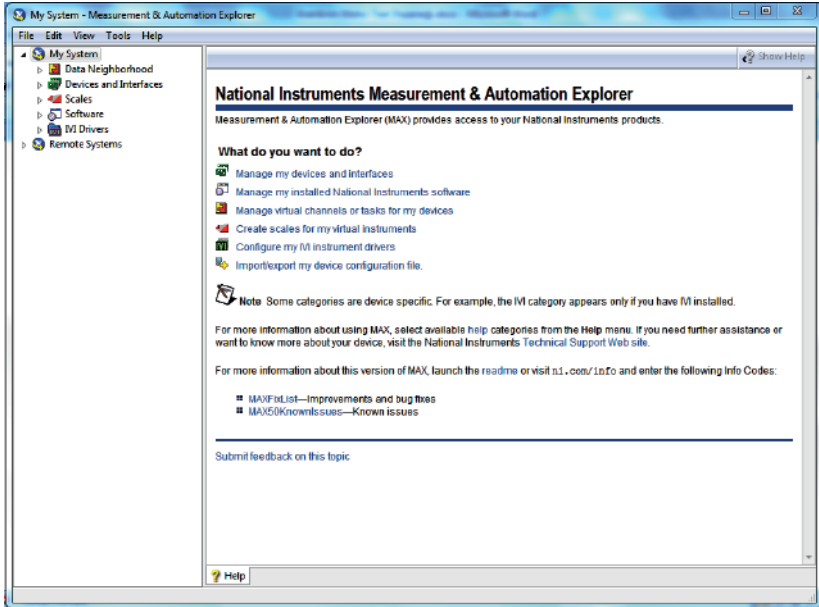 My System - Measurement & Automation Explorer
File Edit View Tools Help
My System
Data Neighborhood
Devices and Interfaces
Scales
Software
IVI Drivers
Remote Systems
Show Help
National Instruments Measurement & Automation Explorer
Measurement & Automation Explorer (MAX) provides access to your National Instruments products.
What do you want to do?
Manage my devices and interfaces
Manage my installed National Instruments software
Manage virtual channels or tasks for my devices
Create scales for my virtual instruments
Configure my IVI instrument drivers
Import/export my device configuration file.
Note Some categories are device specific. For example, the IVI category appears only if you have IVI installed.
For more information about using MAX, select available help categories from the Help menu. If you need further assistance or
want to know more about your device, visit the National Instruments Technical Support Web site.
For more information about this version of MAX, launch the readme or visit ni.com/info and enter the following Info Codes:
MAXFixList—Improvements and bug fixes
MAX50KnownIssues—Known issues
Submit feedback on this topic
Help